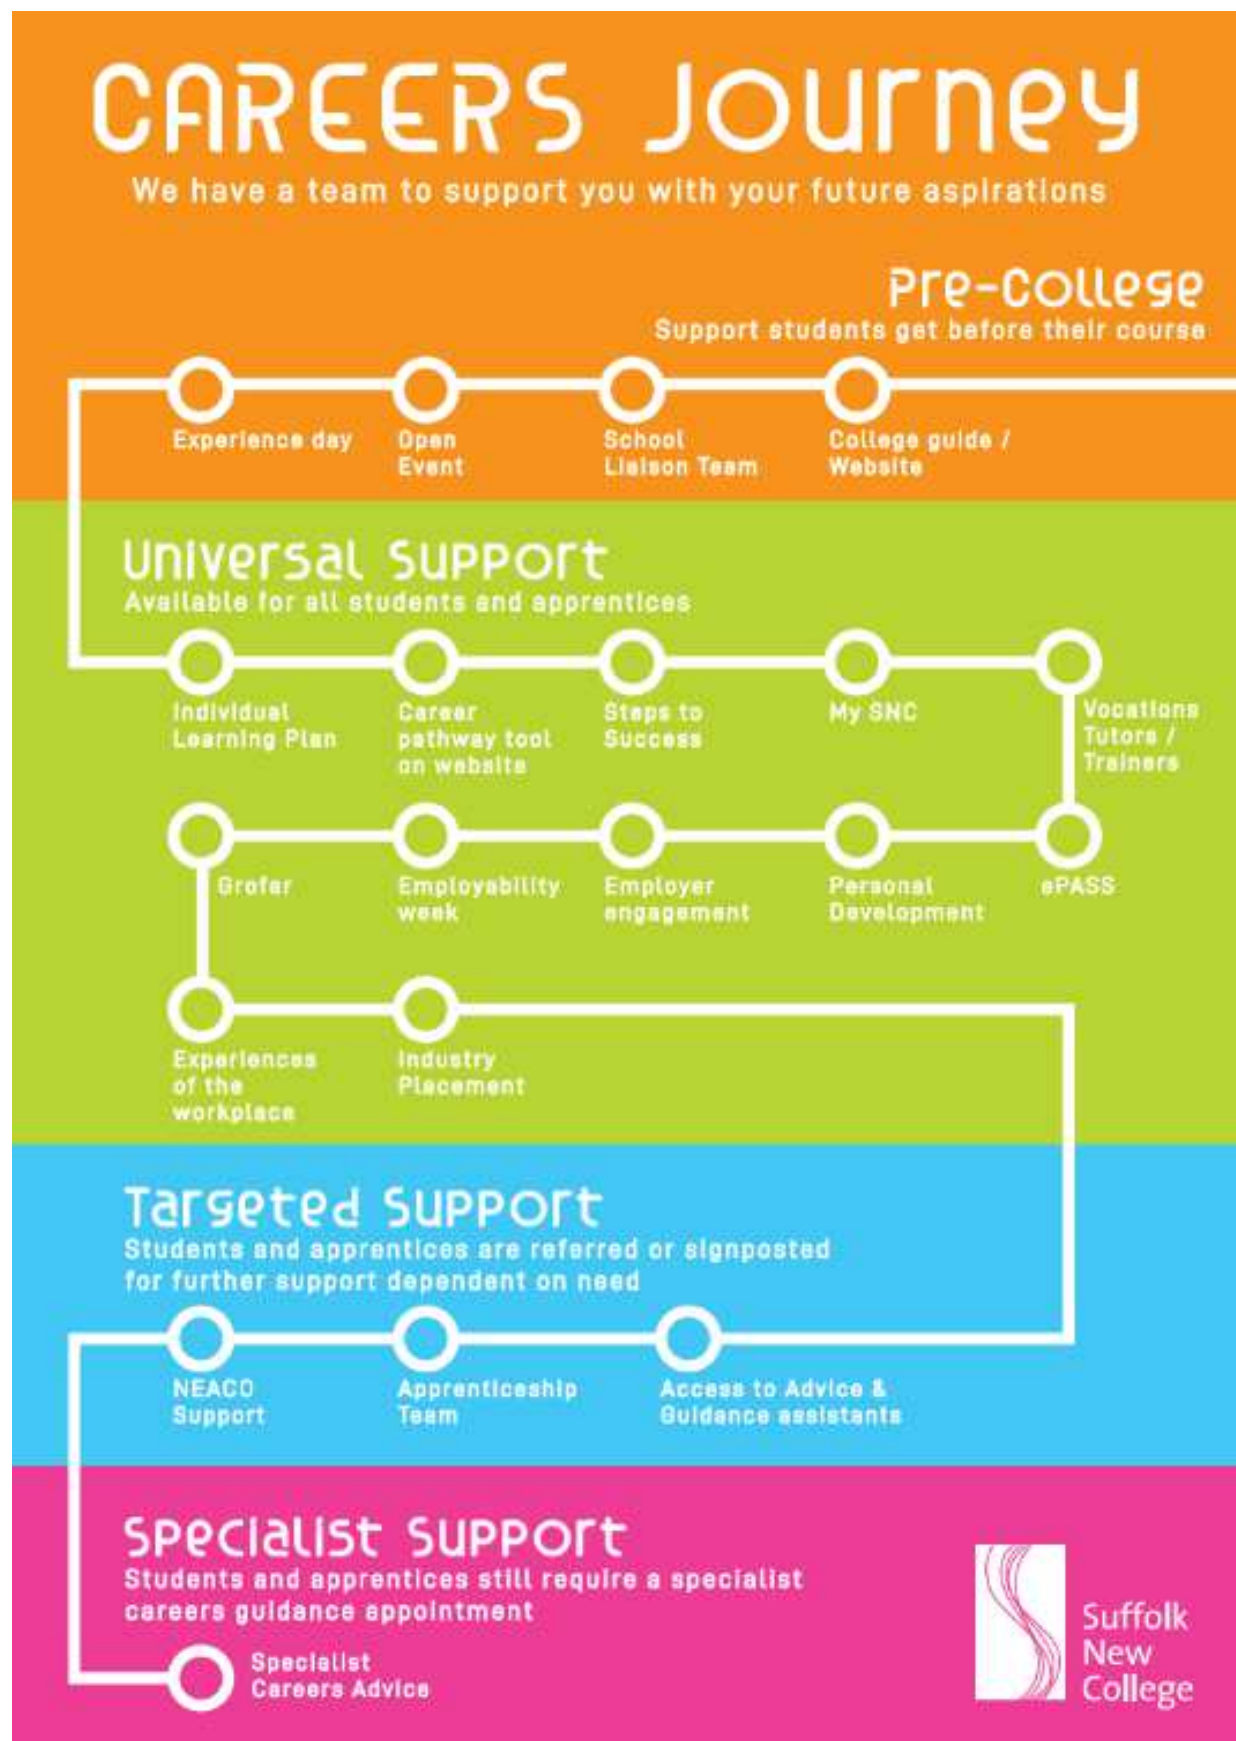 CAREERS Journey
We have a team to support you with your future aspirations
Pre-College
Support students get before their course
Experience day
Open
Event
School
Liaison Team
College guide /
Website
Universal Support
Available for all students and apprentices
Individual
Learning Plan
Career
pathway tool
on website
Steps to
Success
My SNC
Vocations
Tutors /
Trainers
Grofar
Employability
week
Employer
engagement
Personal
Development
ePASS
Experiences
of the
workplace
Industry
Placement
Targeted Support
Students and apprentices are referred or signposted
for further support dependent on need
NEACO
Support
Apprenticeship
Team
Access to Advice &
Guidance assistants
Specialist Support
Students and apprentices still require a specialist
careers guidance appointment
Specialist
Careers Advice
Suffolk
New
College